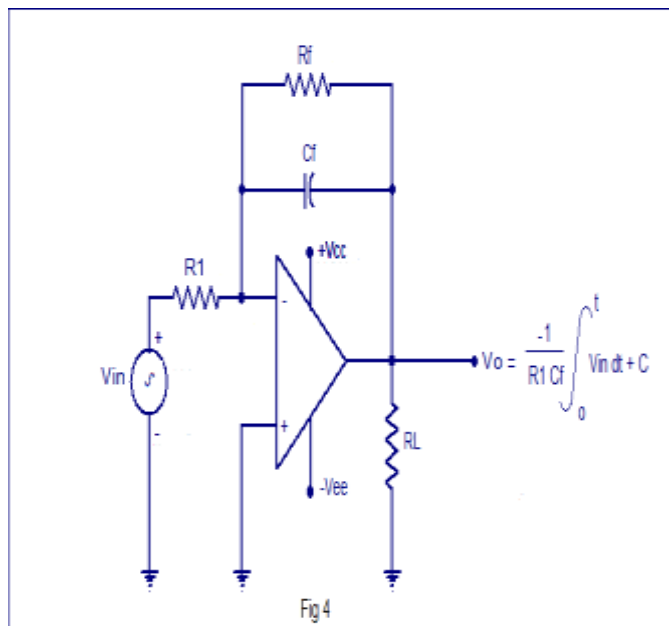 Rf
Cf
+Vcc
R1
-
+
Vin
-
+
-Vee
RL
Vo = -1 / R1 Cf ∫ 0 t Vin dt + C
Fig 4